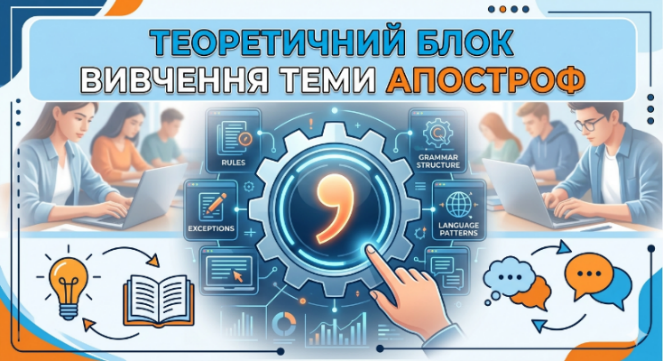 ТЕОРЕТИЧНИЙ БЛОК
ВИВЧЕННЯ ТЕМИ АПОСТРОФ
RULES
GRAMMAR
STRUCTURE
EXCEPTIONS
LANGUAGE
PATTERNS